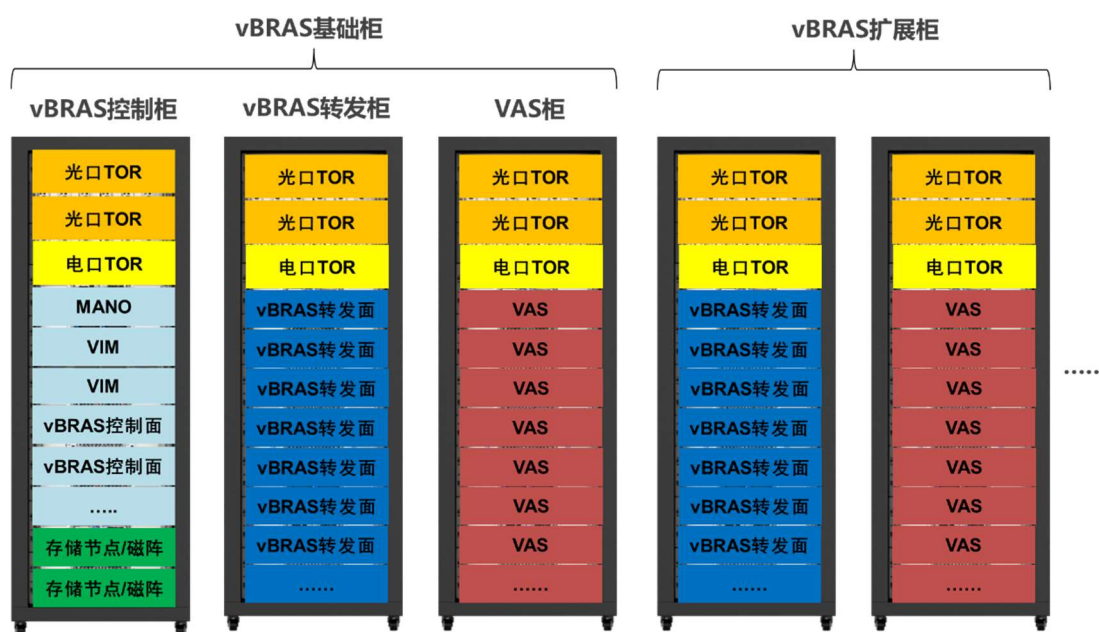 vBRAS基础柜
vBRAS扩展柜
vBRAS控制柜
vBRAS转发柜
VAS柜
光口TOR
光口TOR
电口TOR
MANO
VIM
VIM
vBRAS控制面
vBRAS控制面
.....
存储节点/磁阵
存储节点/磁阵
光口TOR
光口TOR
电口TOR
vBRAS转发面
vBRAS转发面
vBRAS转发面
vBRAS转发面
vBRAS转发面
vBRAS转发面
vBRAS转发面
......
光口TOR
光口TOR
电口TOR
VAS
VAS
VAS
VAS
VAS
VAS
VAS
......
光口TOR
光口TOR
电口TOR
vBRAS转发面
vBRAS转发面
vBRAS转发面
vBRAS转发面
vBRAS转发面
vBRAS转发面
vBRAS转发面
......
光口TOR
光口TOR
电口TOR
VAS
VAS
VAS
VAS
VAS
VAS
VAS
......
.....